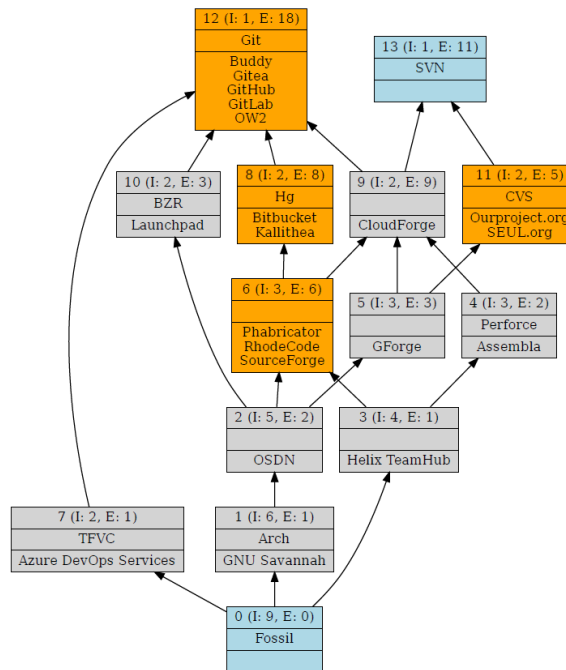 12 (I: 1, E: 18)
Git
Buddy
Gitea
GitHub
GitLab
OW2
13 (I: 1, E: 11)
SVN
10 (I: 2, E: 3)
BZR
Launchpad
8 (I: 2, E: 8)
Hg
Bitbucket
Kallithea
9 (I: 2, E: 9)
CloudForge
11 (I: 2, E: 5)
CVS
Ourproject.org
SEUL.org
6 (I: 3, E: 6)
Phabricator
RhodeCode
SourceForge
5 (I: 3, E: 3)
GForge
4 (I: 3, E: 2)
Perforce
Assembla
2 (I: 5, E: 2)
OSDN
3 (I: 4, E: 1)
Helix TeamHub
7 (I: 2, E: 1)
TFVC
Azure DevOps Services
1 (I: 6, E: 1)
Arch
GNU Savannah
0 (I: 9, E: 0)
Fossil